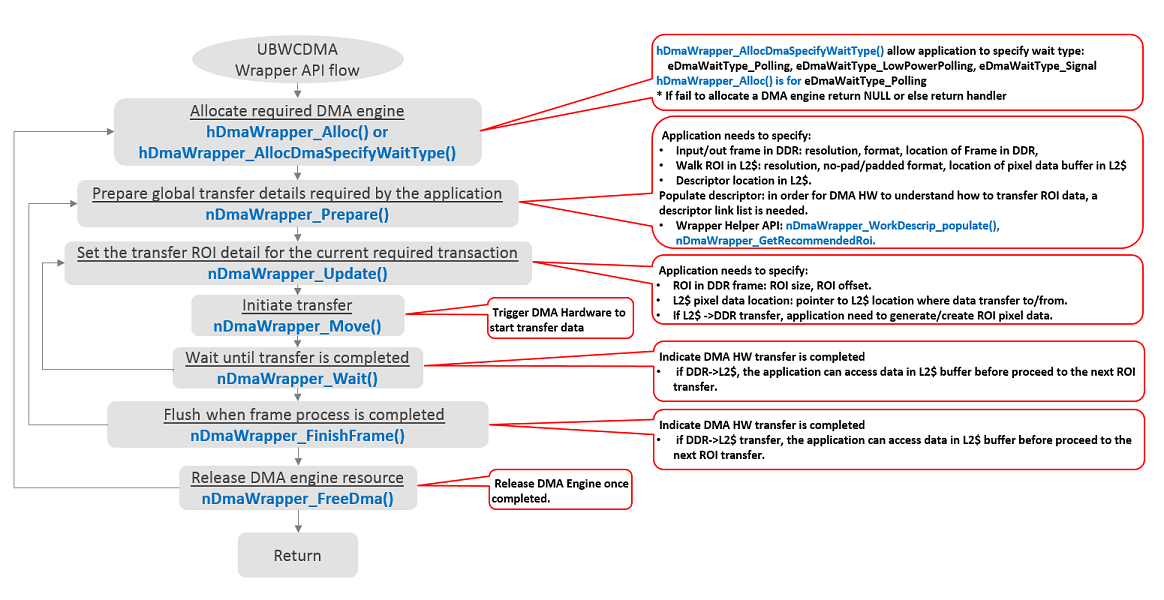 UBWCDMA
Wrapper API flow
Allocate required DMA engine
hDmaWrapper_Alloc() or
hDmaWrapper_AllocDmaSpecifyWaitType()
hDmaWrapper_AllocDmaSpecifyWaitType() allow application to specify wait type:
eDmaWaitType_Polling, eDmaWaitType_LowPowerPolling, eDmaWaitType_Signal
hDmaWrapper_Alloc() is for eDmaWaitType_Polling
* If fail to allocate a DMA engine return NULL or else return handler
Prepare global transfer details required by the application
nDmaWrapper_Prepare()
Application needs to specify:
• Input/out frame in DDR: resolution, format, location of Frame in DDR,
• Walk ROI in L2$: resolution, no-pad/padded format, location of pixel data buffer in L2$
• Descriptor location in L2$.
Populate descriptor: in order for DMA HW to understand how to transfer ROI data, a
descriptor link list is needed.
• Wrapper Helper API: nDmaWrapper_WorkDescrip_populate(),
nDmaWrapper_GetRecommendedRoi.
Set the transfer ROI detail for the current required transaction
nDmaWrapper_Update()
Application needs to specify:
• ROI in DDR frame: ROI size, ROI offset.
• L2$ pixel data location: pointer to L2$ location where data transfer to/from.
• If L2$ ->DDR transfer, application need to generate/create ROI pixel data.
Initiate transfer
nDmaWrapper_Move()
Trigger DMA Hardware to
start transfer data
Wait until transfer is completed
nDmaWrapper_Wait()
Indicate DMA HW transfer is completed
• if DDR->L2$, the application can access data in L2$ buffer before proceed to the next ROI
transfer.
Flush when frame process is completed
nDmaWrapper_FinishFrame()
Indicate DMA HW transfer is completed
• if DDR->L2$ transfer, the application can access data in L2$ buffer before proceed to the
next ROI transfer.
Release DMA engine resource
nDmaWrapper_FreeDma()
Release DMA Engine once
completed.
Return